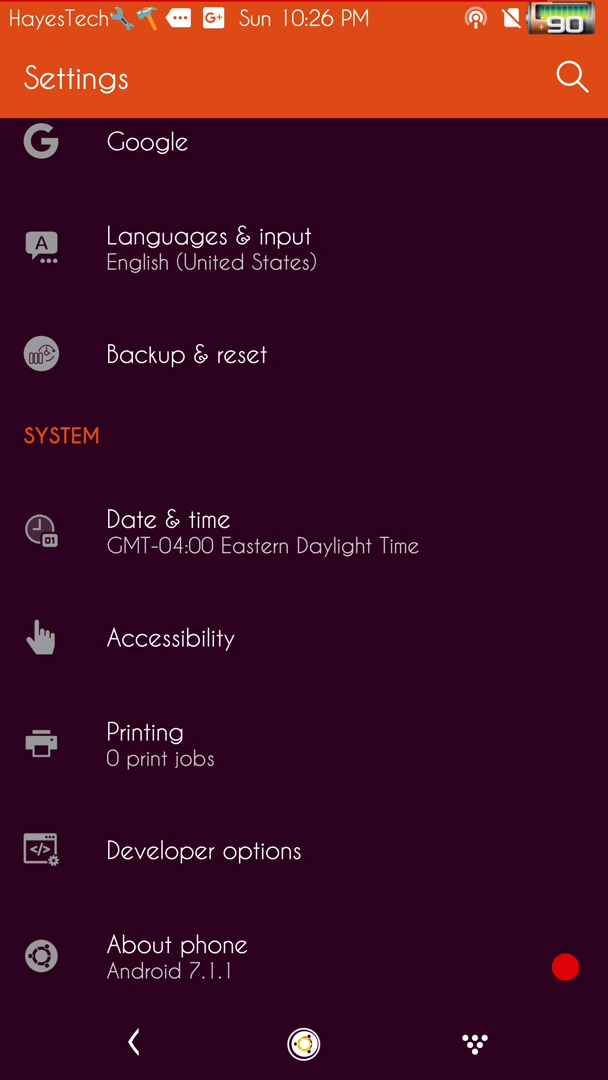 HayesTech🔧🔨 G+ Sun 10:26 PM 90
Settings
G
Google
A
Languages & input
English (United States)
Backup & reset
SYSTEM
01
Date & time
GMT-04:00 Eastern Daylight Time
Accessibility
Printing
0 print jobs
</>
Developer options
About phone
Android 7.1.1